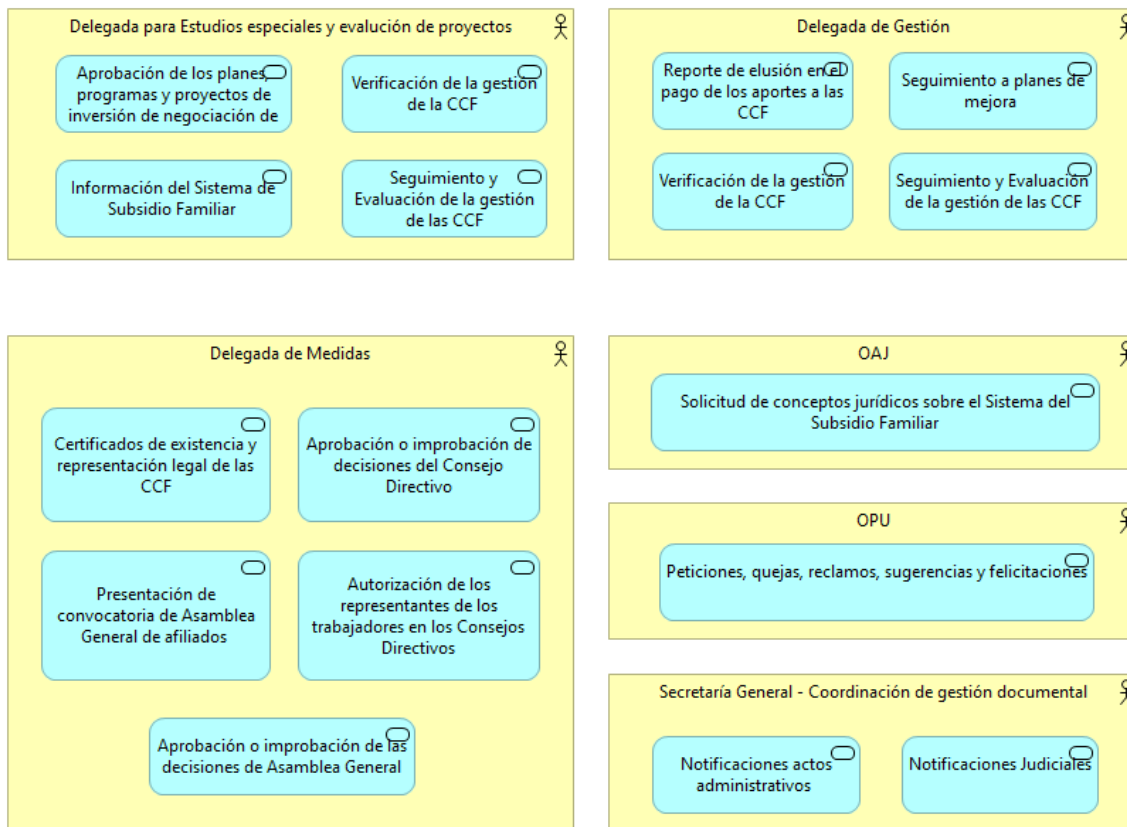 Delegada para Estudios especiales y evalución de proyectos
Aprobación de los planes,
programas y proyectos de
inversión de negociación de
Verificación de la gestión
de la CCF
Información del Sistema de
Subsidio Familiar
Seguimiento y
Evaluación de la gestión
de las CCF
Delegada de Gestión
Reporte de elusión en el
pago de los aportes a las
CCF
Seguimiento a planes de
mejora
Verificación de la gestión
de la CCF
Seguimiento y Evaluación
de la gestión de las CCF
Delegada de Medidas
Certificados de existencia y
representación legal de las
CCF
Aprobación o improbación de
decisiones del Consejo
Directivo
Presentación de
convocatoria de Asamblea
General de afiliados
Autorización de los
representantes de los
trabajadores en los Consejos
Directivos
Aprobación o improbación de las
decisiones de Asamblea General
OAJ
Solicitud de conceptos jurídicos sobre el Sistema del
Subsidio Familiar
OPU
Peticiones, quejas, reclamos, sugerencias y felicitaciones
Secretaría General - Coordinación de gestión documental
Notificaciones actos
administrativos
Notificaciones Judiciales